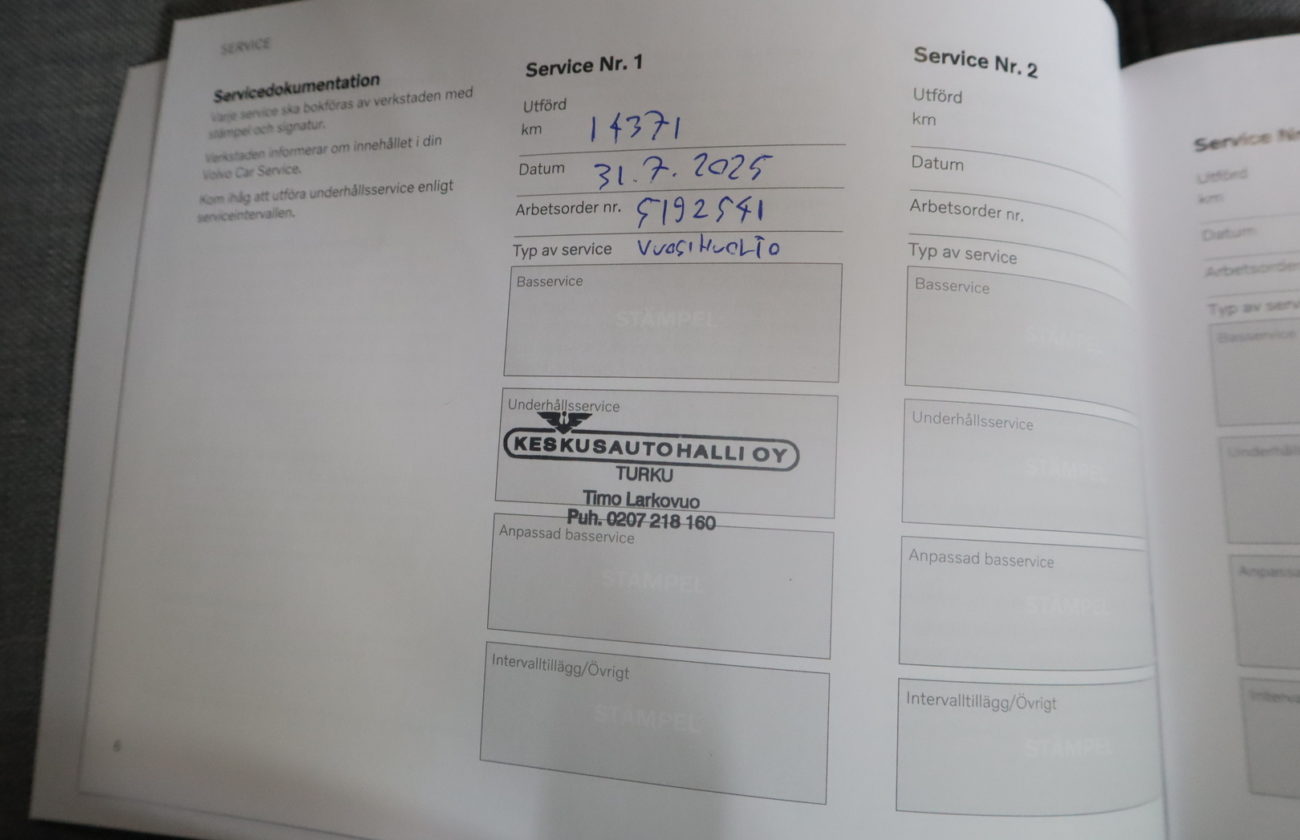 SERVICE
Servicedokumentation
Varje service ska bokföras av verkstaden med
stämpel och signatur.
Verkstaden informerar om innehållet i din
Volvo Car Service.
Kom ihåg att utföra underhållsservice enligt
serviceintervallen.
6
Service Nr. 1
Utförd
km 14371
Datum 31.7.2025
Arbetsorder nr. 5192541
Typ av service VUOSIHUOLTO
Basservice
STÄMPEL
Underhållsservice
KESKUSAUTOHALLI OY
TURKU
Timo Larkovuo
Puh. 0207 218 160
Anpassad basservice
STÄMPEL
Intervalltillägg/Övrigt
STÄMPEL
Service Nr. 2
Utförd
km
Datum
Arbetsorder nr.
Typ av service
Basservice
STÄMPEL
Underhållsservice
STÄMPEL
Anpassad basservice
STÄMPEL
Intervalltillägg/Övrigt
STÄMPEL
Service
Utförd
km
Datum
Arbetsorder
Typ av
Basservice